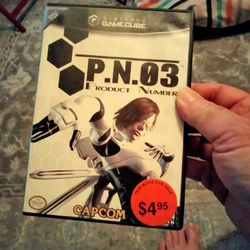 NINTENDO
GAMECUBE
P.N.03
PRODUCT NUMBER
CAPCOM
$4.95